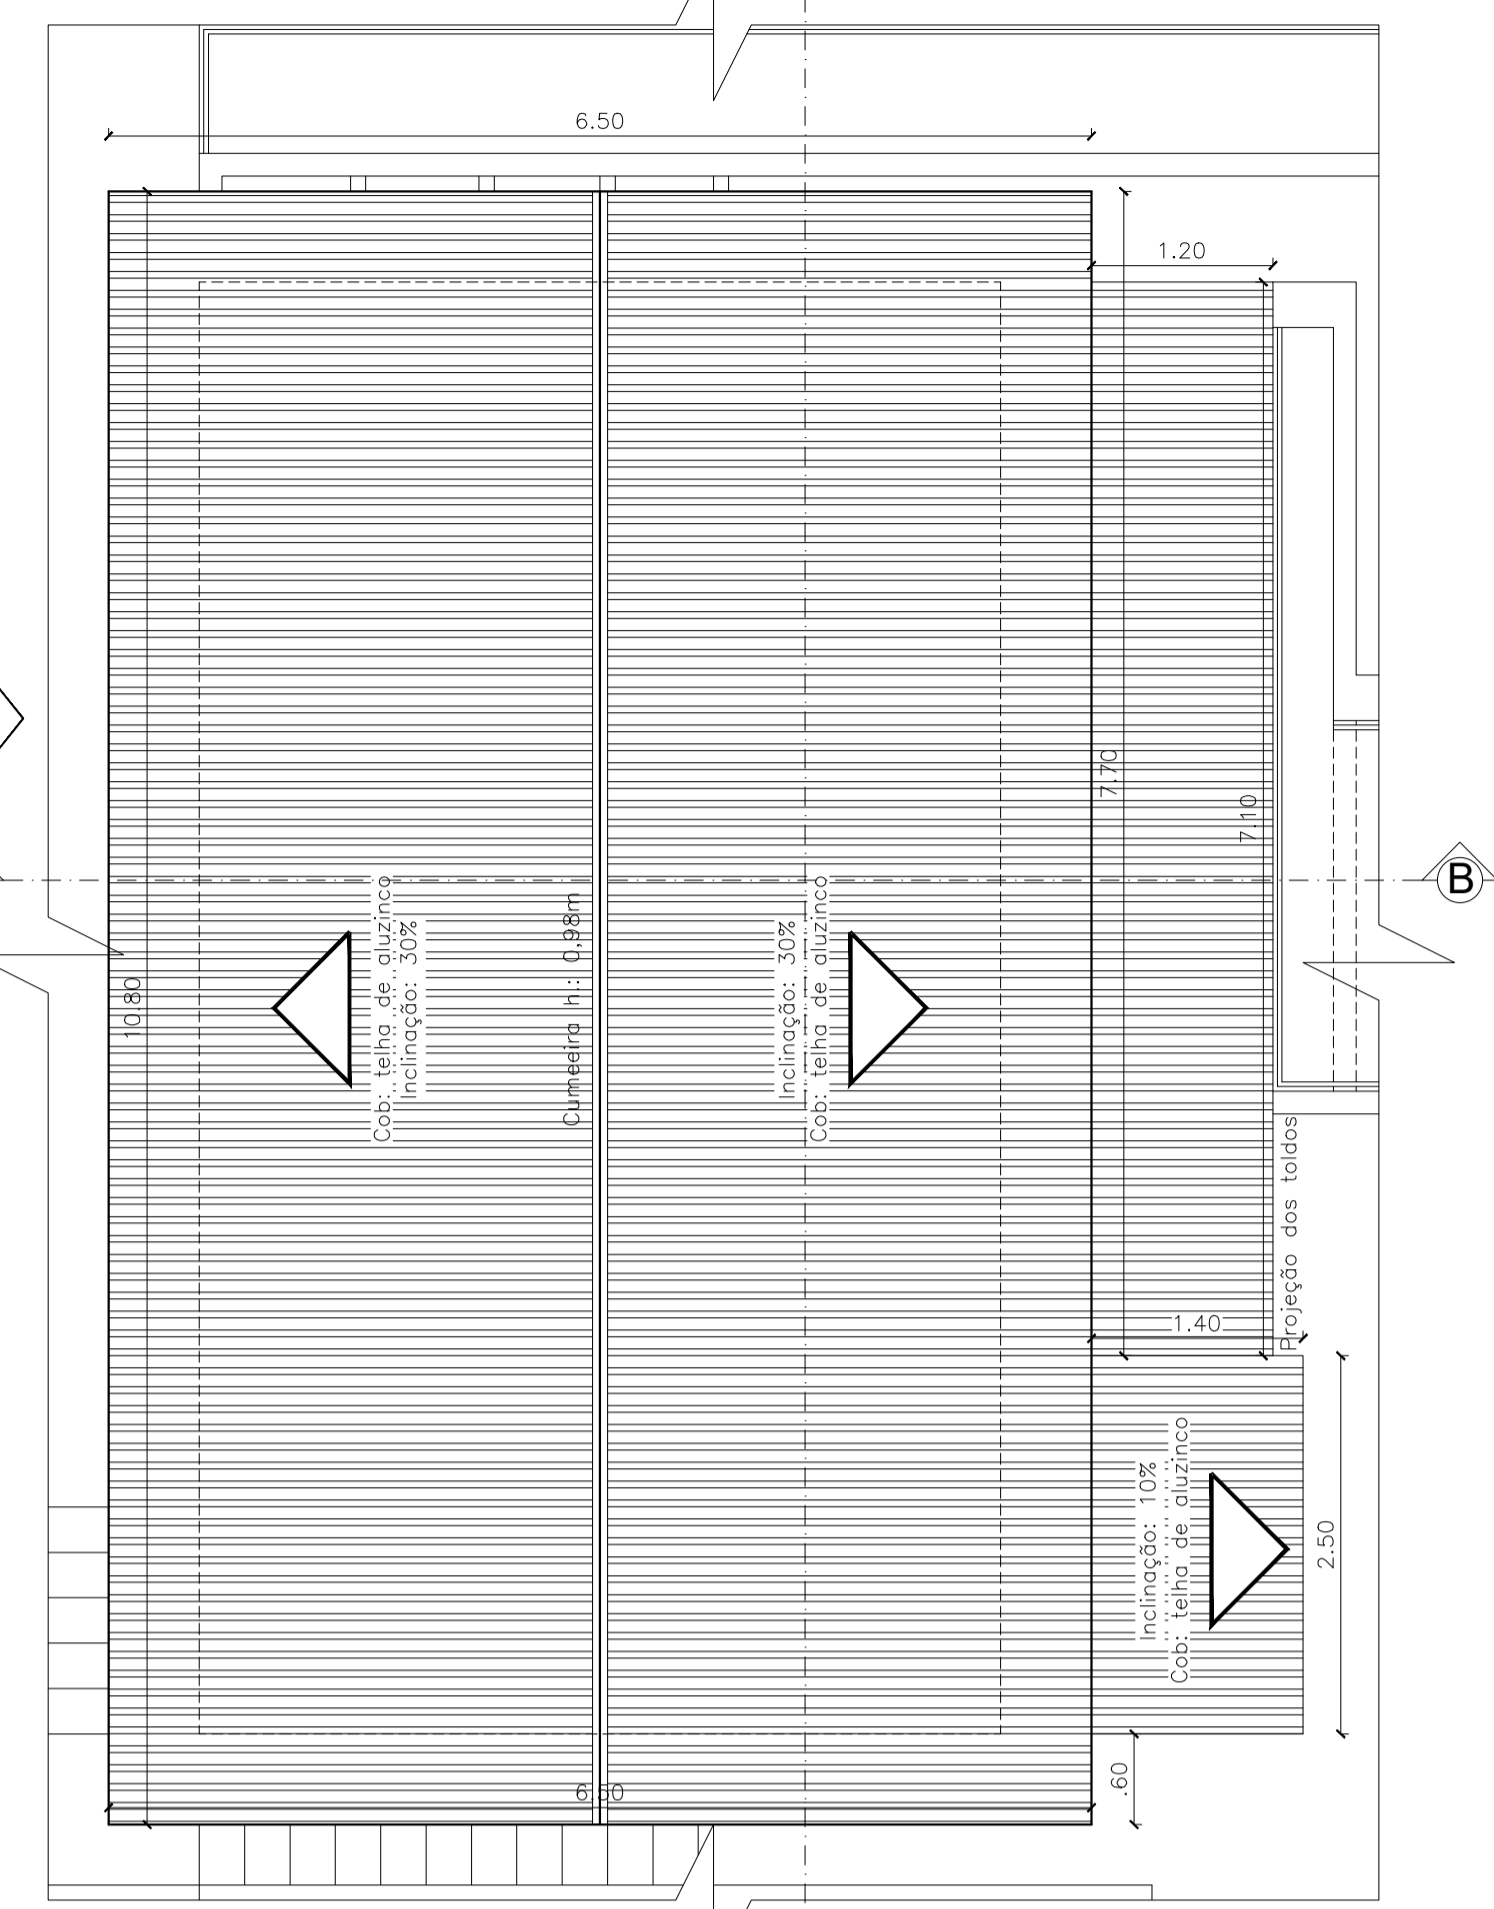 6.50
1.20
7.70
7.10
B
10.80
Cob: telha de aluzinco
Inclinação: 30%
Cumeeira h.: 0,98m
Inclinação: 30%
Cob: telha de aluzinco
Projeção dos toldos
1.40
Inclinação: 10%
Cob: telha de aluzinco
2.50
.60
6.50